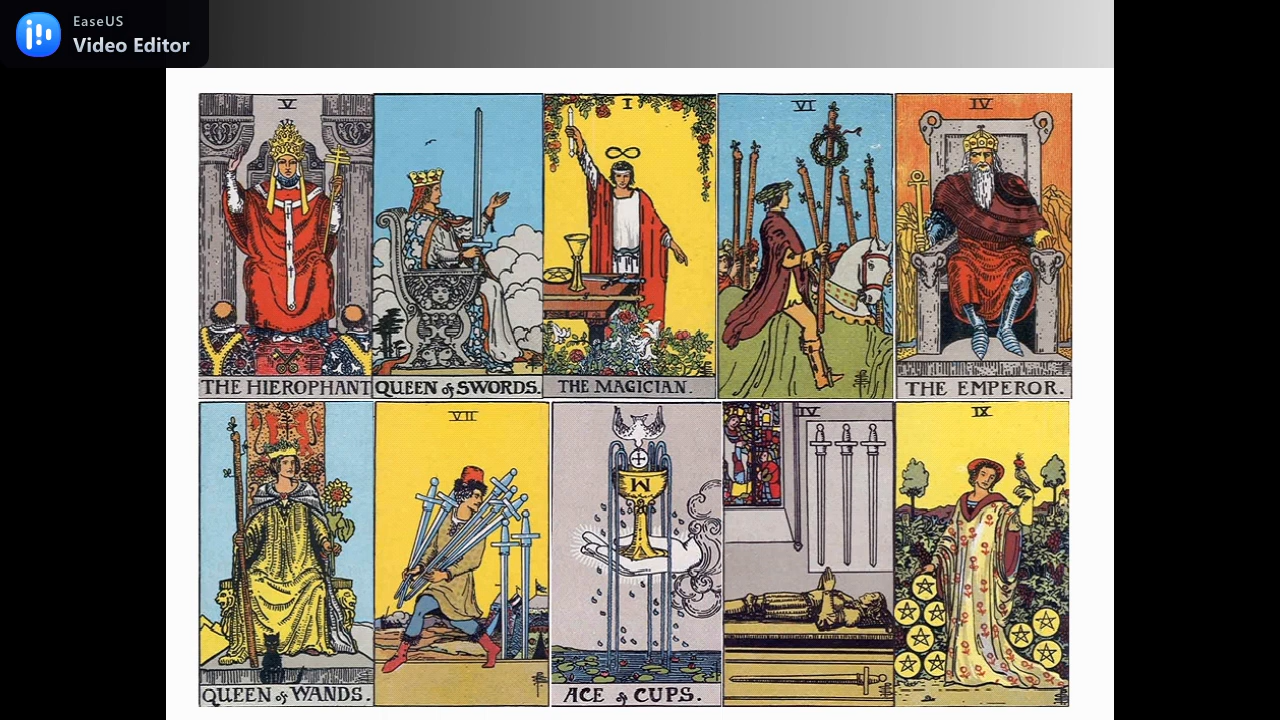 EaseUS
Video Editor
V
I
VI
IV
THE HIEROPHANT
QUEEN of SWORDS.
THE MAGICIAN.
THE EMPEROR.
VII
IV
IX
W
QUEEN of WANDS.
ACE of CUPS.